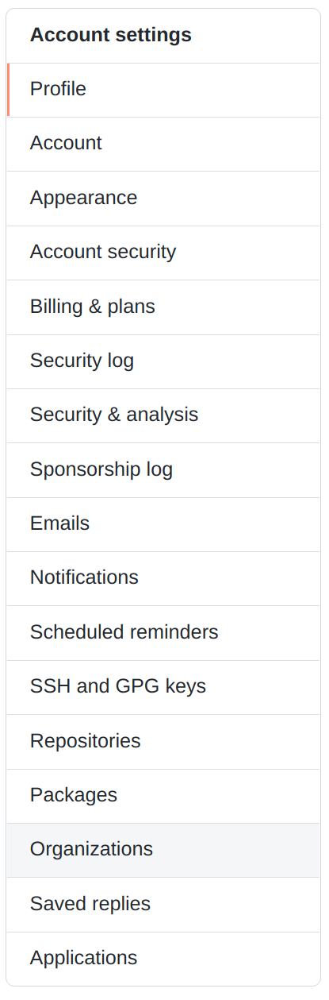 Account settings
Profile
Account
Appearance
Account security
Billing & plans
Security log
Security & analysis
Sponsorship log
Emails
Notifications
Scheduled reminders
SSH and GPG keys
Repositories
Packages
Organizations
Saved replies
Applications